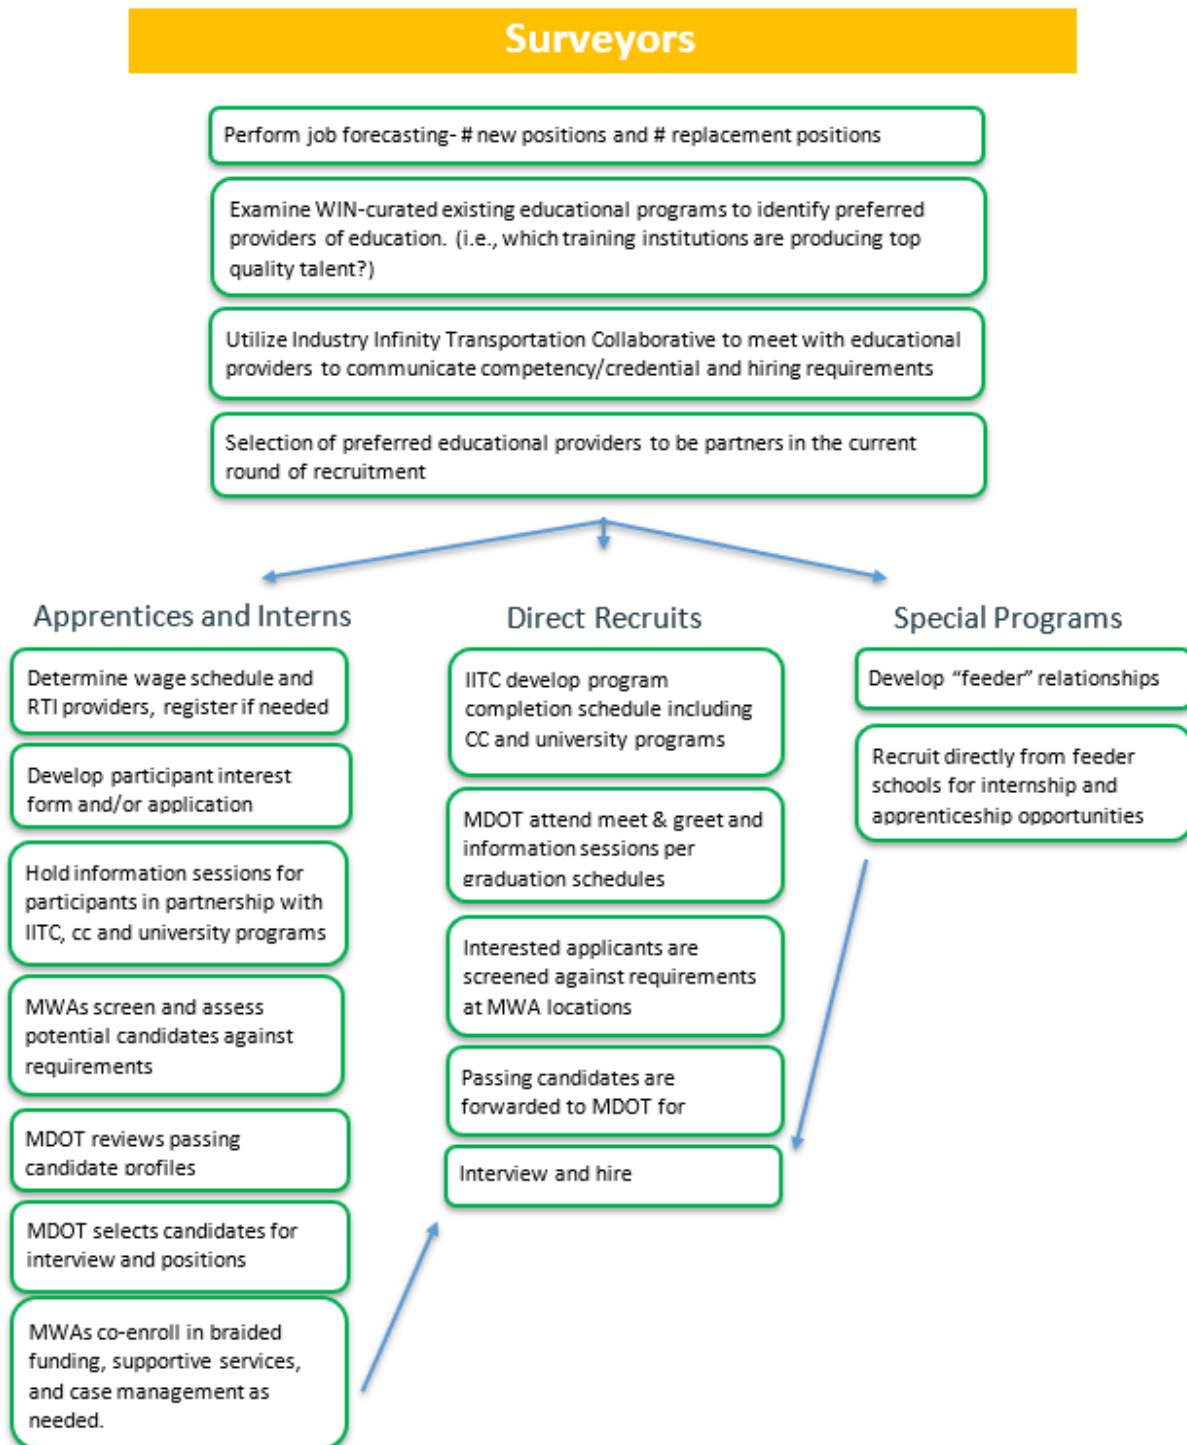 Surveyors
Perform job forecasting- # new positions and # replacement positions
Examine WIN-curated existing educational programs to identify preferred
providers of education. (i.e., which training institutions are producing top
quality talent?)
Utilize Industry Infinity Transportation Collaborative to meet with educational
providers to communicate competency/credential and hiring requirements
Selection of preferred educational providers to be partners in the current
round of recruitment
Apprentices and Interns
Determine wage schedule and
RTI providers, register if needed
Develop participant interest
form and/or application
Hold information sessions for
participants in partnership with
IITC, cc and university programs
MWAs screen and assess
potential candidates against
requirements
MDOT reviews passing
candidate profiles
MDOT selects candidates for
interview and positions
MWAs co-enroll in braided
funding, supportive services,
and case management as
needed.
Direct Recruits
IITC develop program
completion schedule including
CC and university programs
MDOT attend meet & greet and
information sessions per
graduation schedules
Interested applicants are
screened against requirements
at MWA locations
Passing candidates are
forwarded to MDOT for
Interview and hire
Special Programs
Develop “feeder” relationships
Recruit directly from feeder
schools for internship and
apprenticeship opportunities